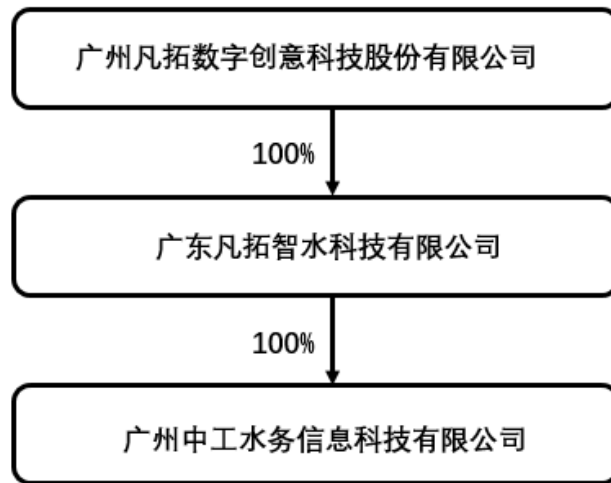 广州凡拓数字创意科技股份有限公司
100%
广东凡拓智水科技有限公司
100%
广州中工水务信息科技有限公司